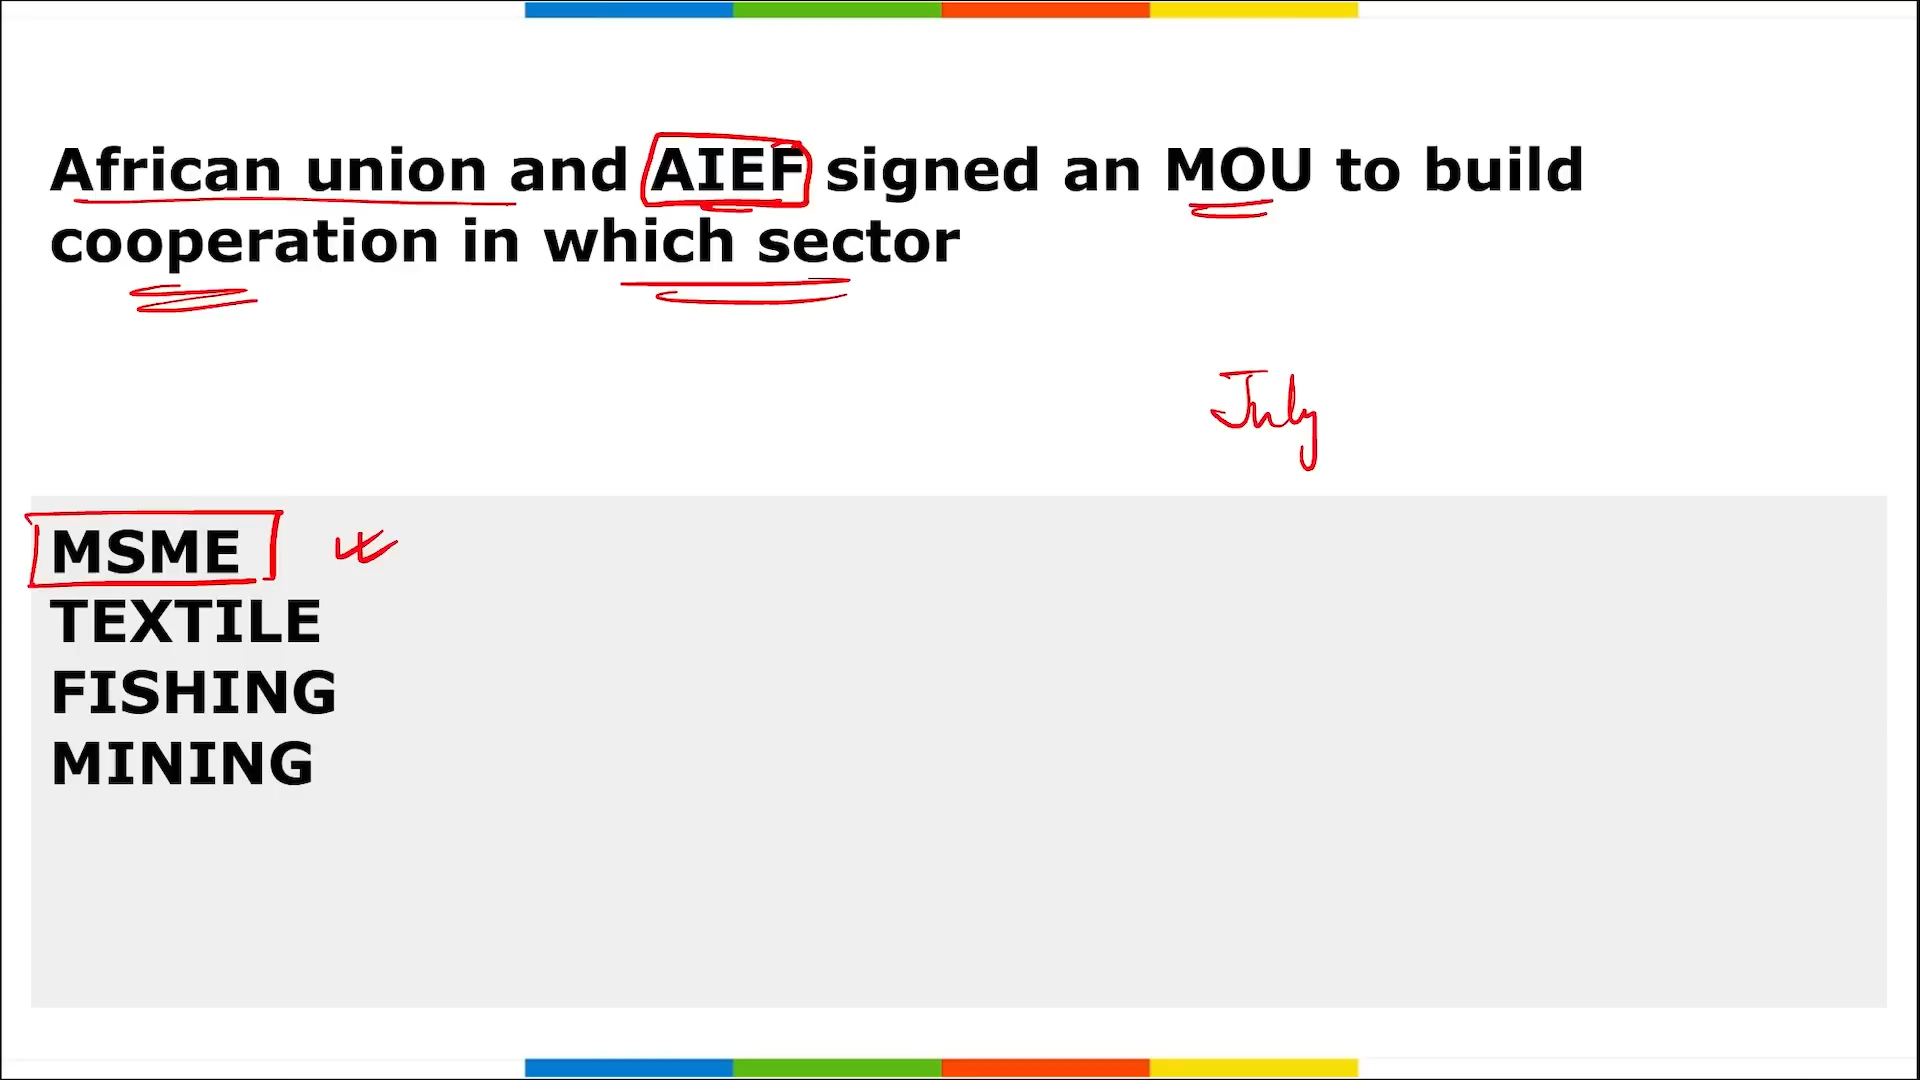 African union and AIEF signed an MOU to build
cooperation in which sector
July
MSME
TEXTILE
FISHING
MINING